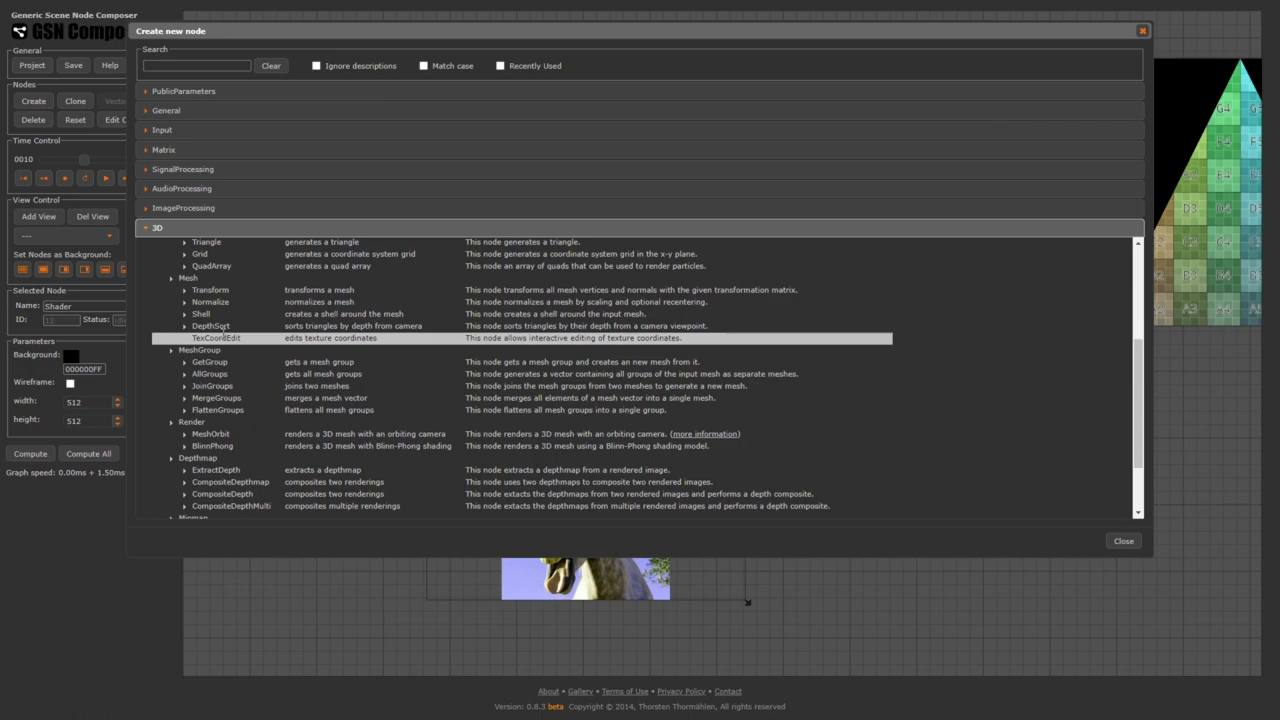 Generic Scene Node Composer
GSN Compo
General
Project Save Help
Nodes
Create Clone Vecto
Delete Reset Edit C
Time Control
0010
View Control
Add View Del View
---
Set Nodes as Background:
Selected Node
Name: Shader
ID: 13 Status: Idle
Parameters
Background:
000000FF
Wireframe:
width: 512
height: 512
Compute Compute All
Graph speed: 0.00ms + 1.50ms
Create new node
Search
Clear Ignore descriptions Match case Recently Used
PublicParameters
General
Input
Matrix
SignalProcessing
AudioProcessing
ImageProcessing
3D
Triangle generates a triangle This node generates a triangle.
Grid generates a coordinate system grid This node generates a coordinate system grid in the x-y plane.
QuadArray generates a quad array This node an array of quads that can be used to render particles.
Mesh
Transform transforms a mesh This node transforms all mesh vertices and normals with the given transformation matrix.
Normalize normalizes a mesh This node normalizes a mesh by scaling and optional recentering.
Shell creates a shell around the mesh This node creates a shell around the input mesh.
DepthSort sorts triangles by depth from camera This node sorts triangles by their depth from a camera viewpoint.
TexCoordEdit edits texture coordinates This node allows interactive editing of texture coordinates.
MeshGroup
GetGroup gets a mesh group This node gets a mesh group and creates a new mesh from it.
AllGroups gets all mesh groups This node generates a vector containing all groups of the input mesh as separate meshes.
JoinGroups joins two meshes This node joins the mesh groups from two meshes to generate a new mesh.
MergeGroups merges a mesh vector This node merges all elements of a mesh vector into a single mesh.
FlattenGroups flattens all mesh groups This node flattens all mesh groups into a single group.
Render
MeshOrbit renders a 3D mesh with an orbiting camera This node renders a 3D mesh with an orbiting camera. (more information)
BlinnPhong renders a 3D mesh with Blinn-Phong shading This node renders a 3D mesh using a Blinn-Phong shading model.
Depthmap
ExtractDepth extracts a depthmap This node extracts a depthmap from a rendered image.
CompositeDepthmap composites two renderings This node uses two depthmaps to composite two rendered images.
CompositeDepth composites two renderings This node extacts the depthmaps from two rendered images and performs a depth composite.
CompositeDepthMulti composites multiple renderings This node extacts the depthmaps from multiple rendered images and performs a depth composite.
Mipmap
Close
G4
F4
E4
D3 D4
About • Gallery • Terms of Use • Privacy Policy • Contact
Version: 0.8.3 beta Copyright © 2014, Thorsten Thormählen, All rights reserved